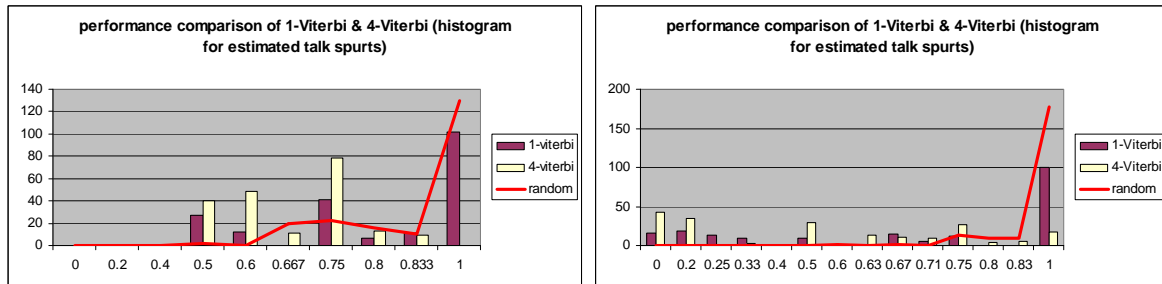 performance comparison of 1-Viterbi & 4-Viterbi (histogram
for estimated talk spurts)
140
120
100
80
60
40
20
0
0 0.2 0.4 0.5 0.6 0.667 0.75 0.8 0.833 1
1-viterbi
4-viterbi
random
performance comparison of 1-Viterbi & 4-Viterbi (histogram
for estimated talk spurts)
200
150
100
50
0
0 0.2 0.25 0.33 0.4 0.5 0.6 0.63 0.67 0.71 0.75 0.8 0.83 1
1-Viterbi
4-Viterbi
random